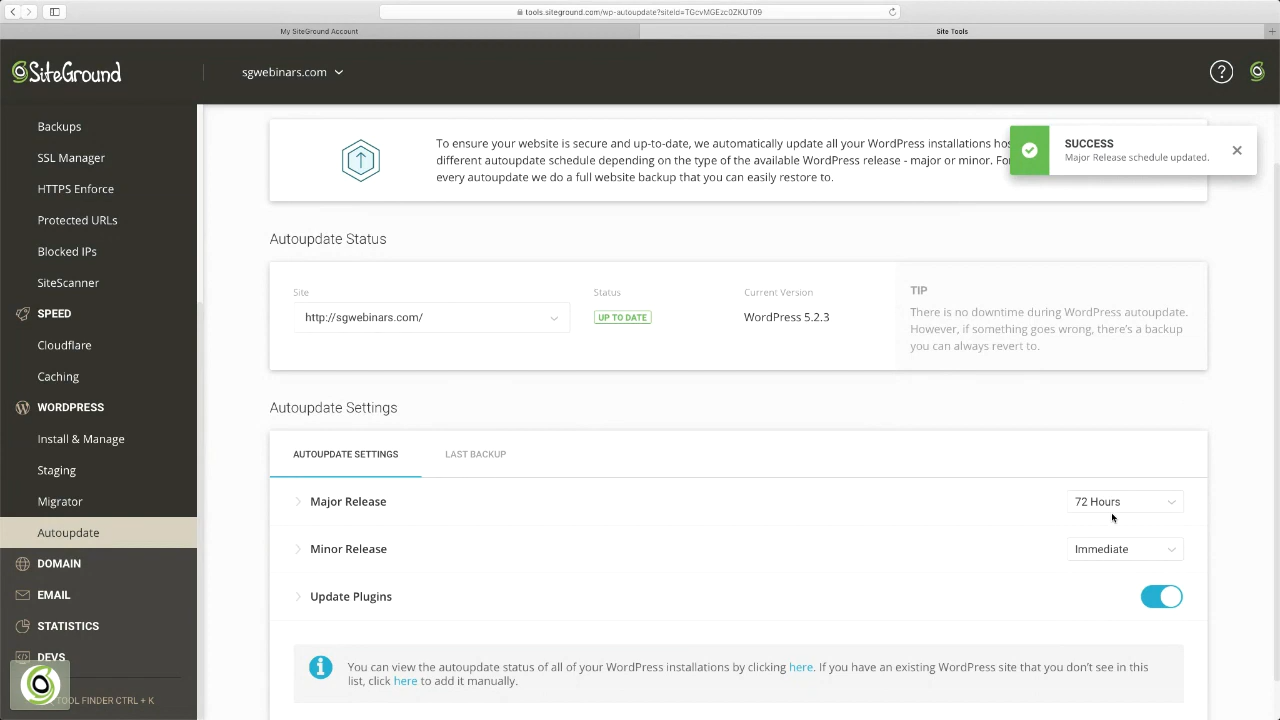 tools.siteground.com/wp-autoupdate?siteId=TGcvMGEzc0ZKUT09
My SiteGround Account
Site Tools
SiteGround
sgwebinars.com
Backups
SSL Manager
HTTPS Enforce
Protected URLs
Blocked IPs
SiteScanner
SPEED
Cloudflare
Caching
WORDPRESS
Install & Manage
Staging
Migrator
Autoupdate
DOMAIN
EMAIL
STATISTICS
DEVS
TOOL FINDER CTRL + K
To ensure your website is secure and up-to-date, we automatically update all your WordPress installations hos
different autoupdate schedule depending on the type of the available WordPress release - major or minor. For
every autoupdate we do a full website backup that you can easily restore to.
SUCCESS
Major Release schedule updated.
Autoupdate Status
Site
http://sgwebinars.com/
Status
UP TO DATE
Current Version
WordPress 5.2.3
TIP
There is no downtime during WordPress autoupdate.
However, if something goes wrong, there's a backup
you can always revert to.
Autoupdate Settings
AUTOUPDATE SETTINGS
LAST BACKUP
Major Release
72 Hours
Minor Release
Immediate
Update Plugins
You can view the autoupdate status of all of your WordPress installations by clicking here. If you have an existing WordPress site that you don't see in this
list, click here to add it manually.